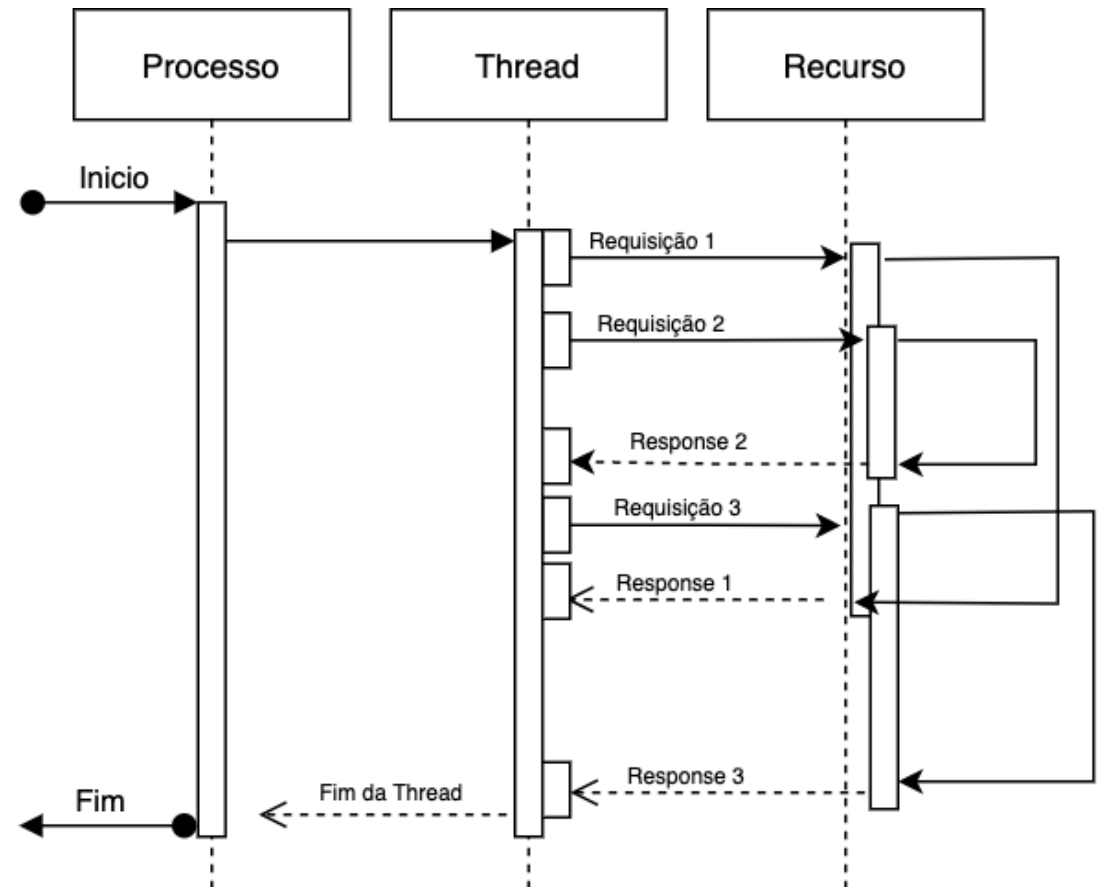 Processo
Thread
Recurso
Inicio
Requisição 1
Requisição 2
Response 2
Requisição 3
Response 1
Response 3
Fim da Thread
Fim